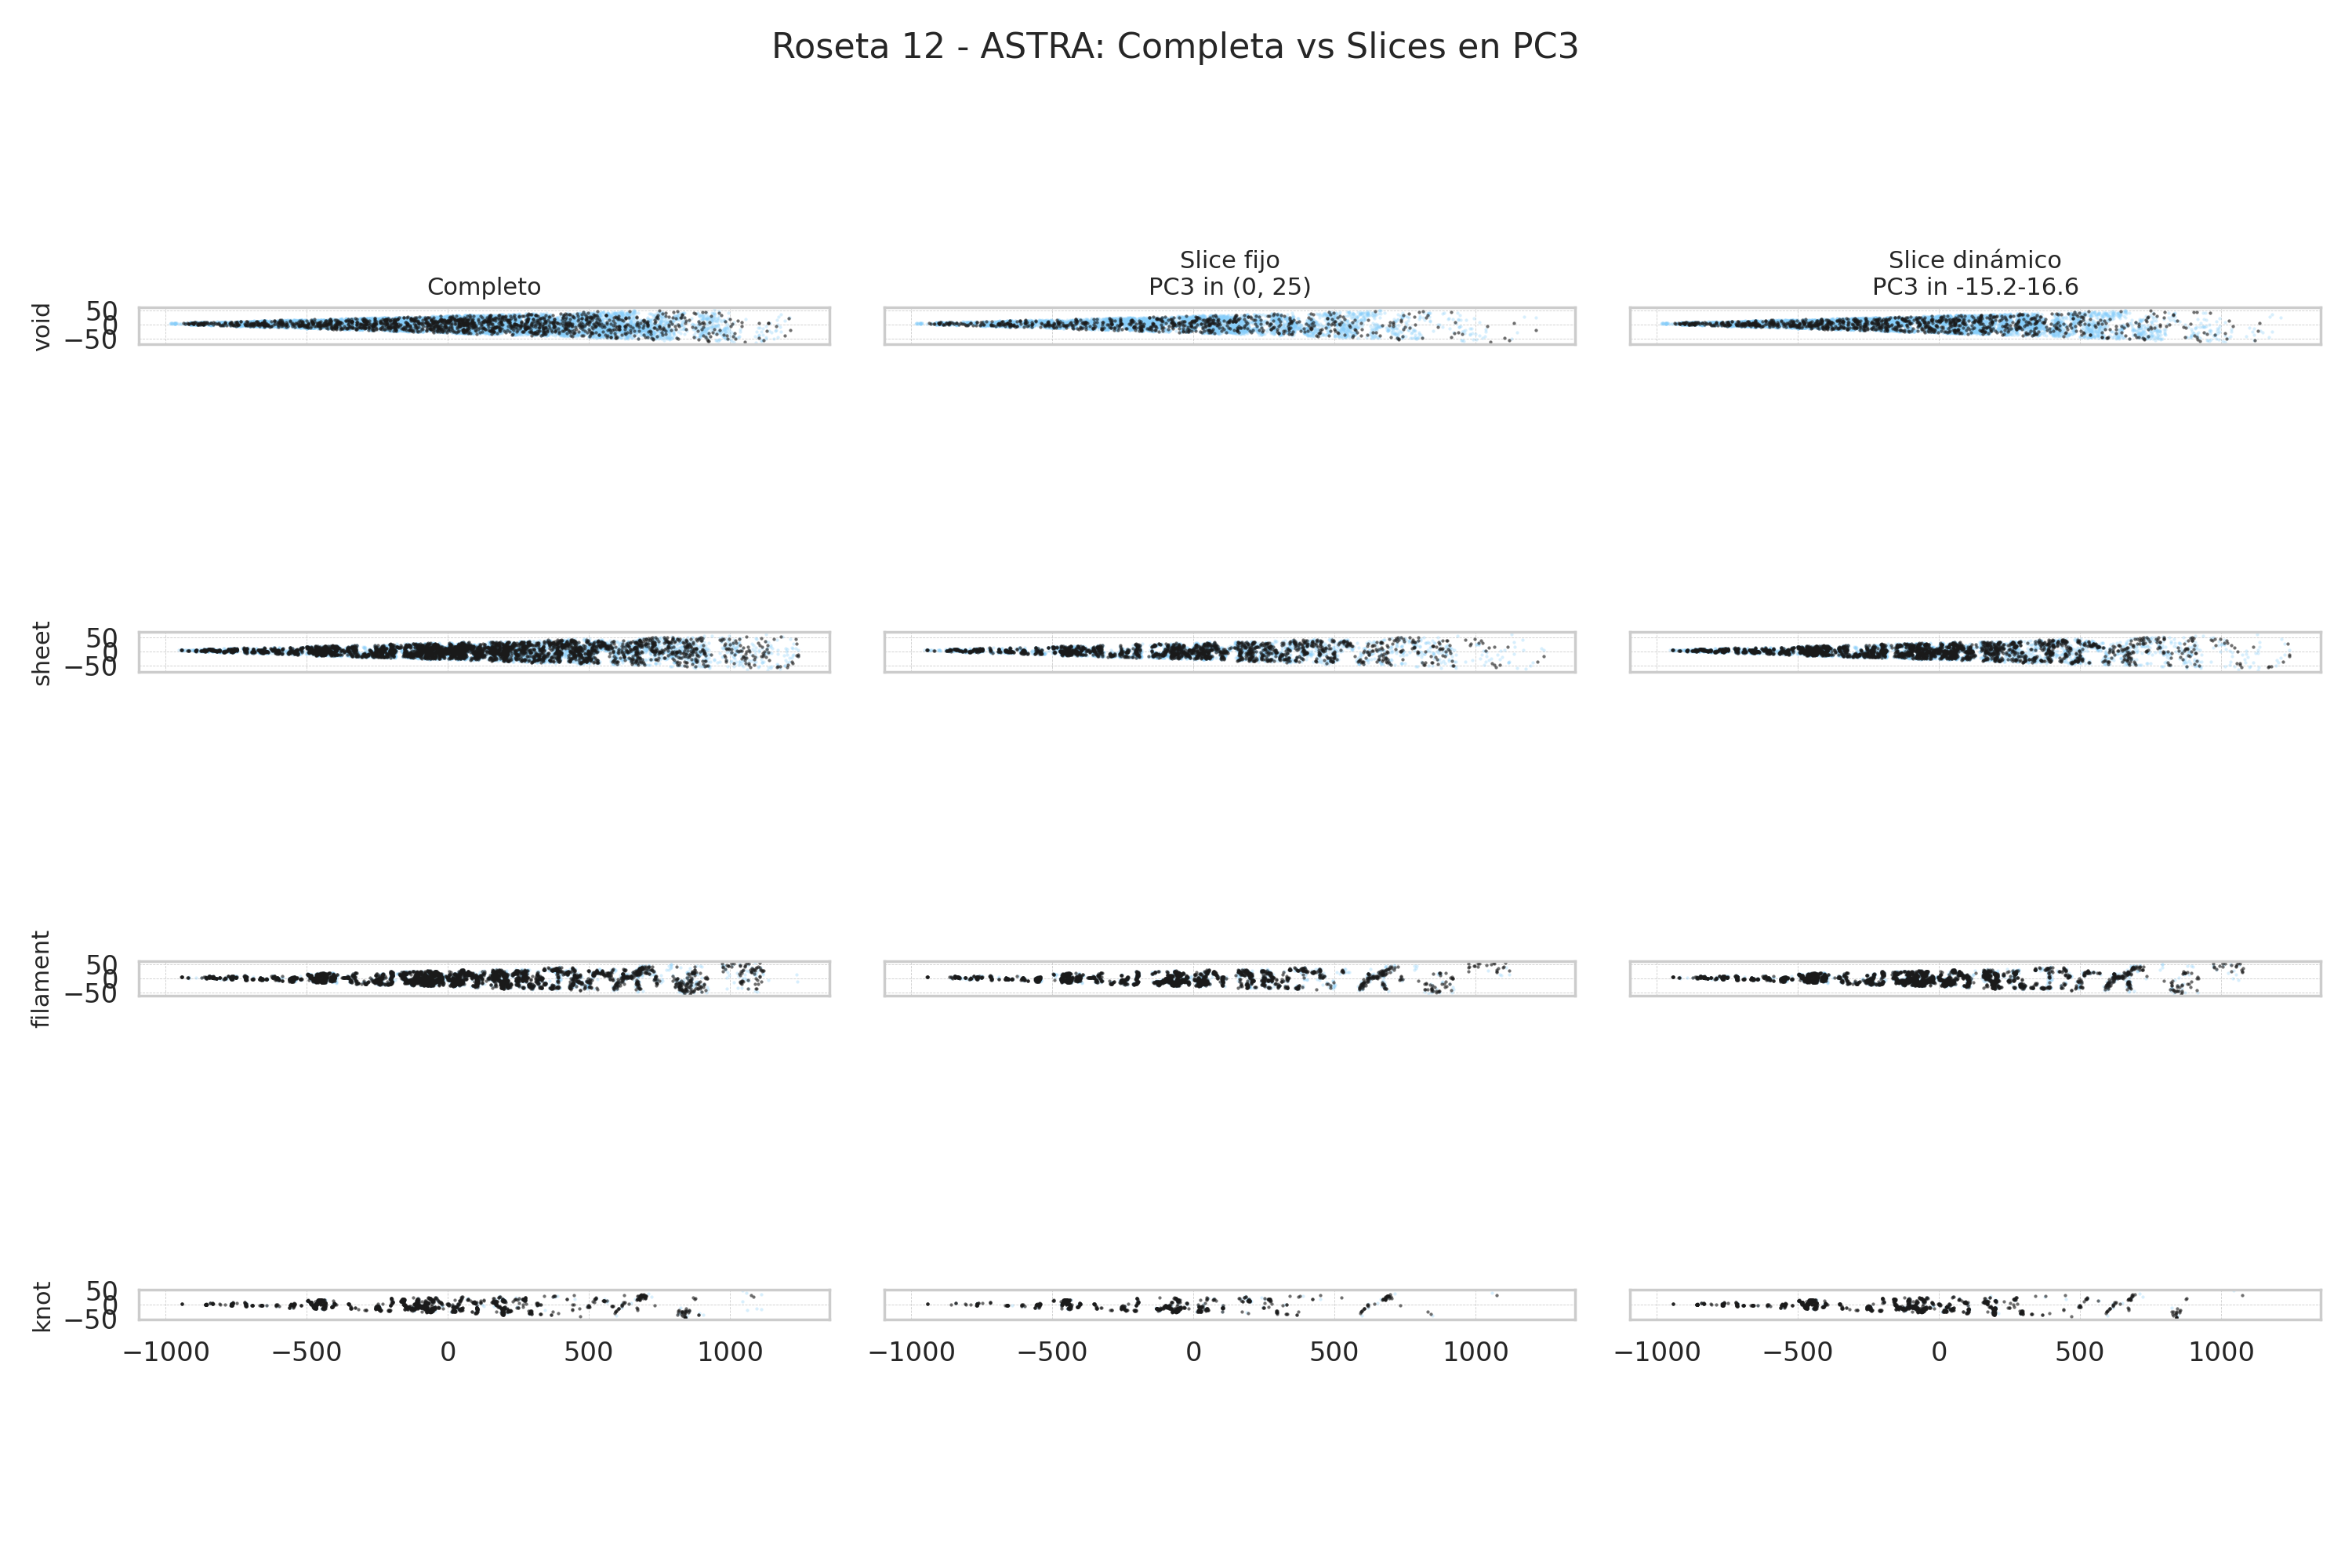 Roseta 12 - ASTRA: Completa vs Slices en PC3
Completo
Slice fijo
PC3 in (0, 25)
Slice dinámico
PC3 in -15.2-16.6
void
50
0
−50
sheet
50
0
−50
filament
50
0
−50
knot
50
0
−50
−1000 −500 0 500 1000
−1000 −500 0 500 1000
−1000 −500 0 500 1000